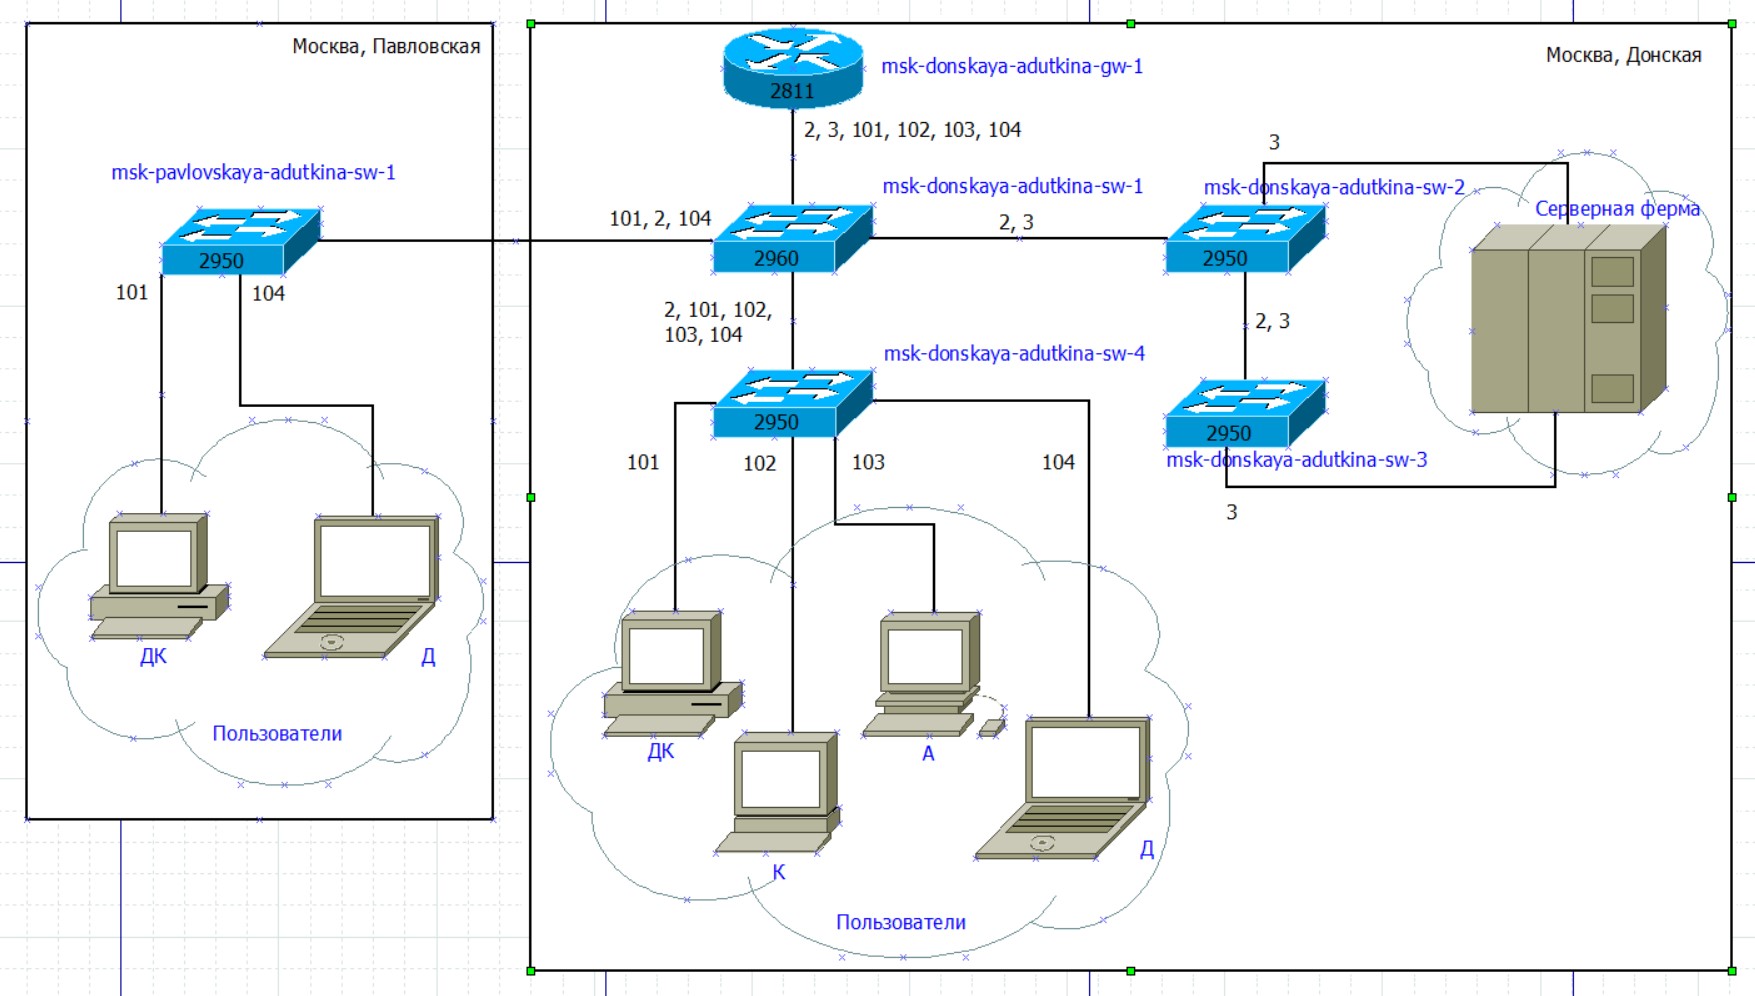 Москва, Павловская
msk-pavlovskaya-adutkina-sw-1
2950
101
104
ДК
Д
Пользователи
Москва, Донская
2811
msk-donskaya-adutkina-gw-1
2, 3, 101, 102, 103, 104
msk-donskaya-adutkina-sw-1
101, 2, 104
2960
2, 3
3
msk-donskaya-adutkina-sw-2
2950
Серверная ферма
2, 101, 102,
103, 104
2, 3
msk-donskaya-adutkina-sw-4
2950
2950
msk-donskaya-adutkina-sw-3
3
101
102
103
104
ДК
К
А
Д
Пользователи